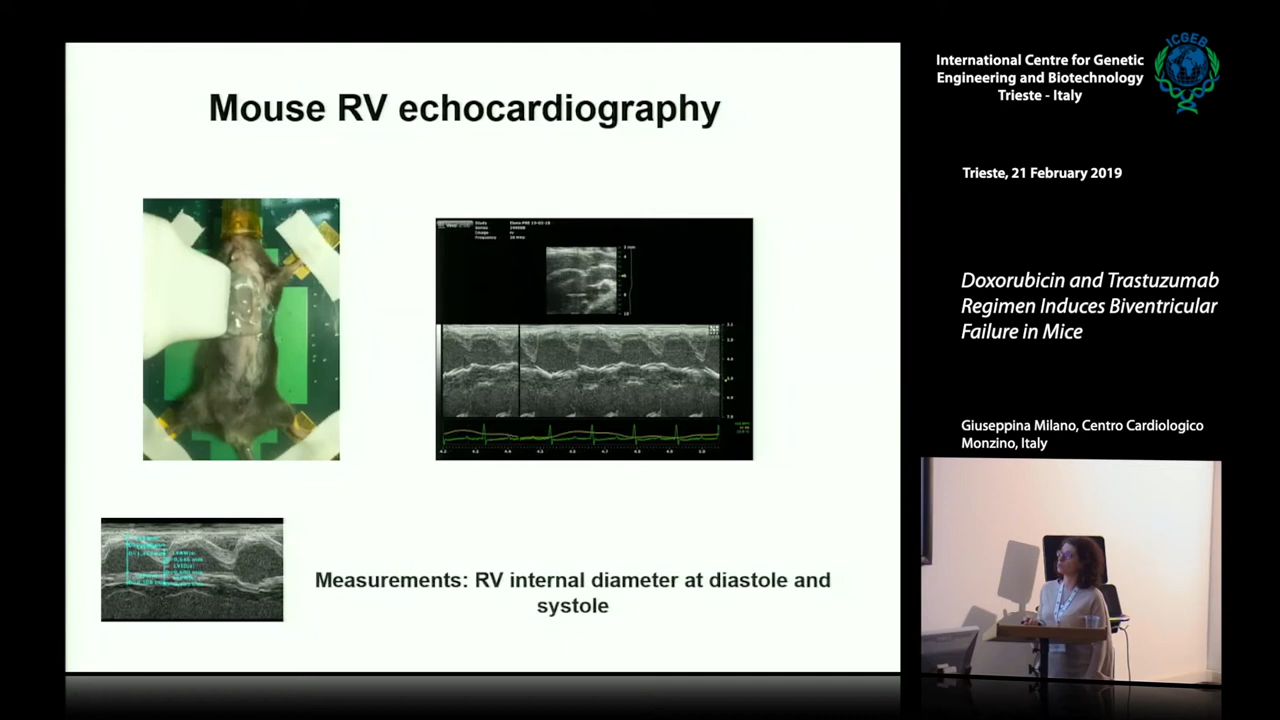 Mouse RV echocardiography
Measurements: RV internal diameter at diastole and
systole
International Centre for Genetic
Engineering and Biotechnology
Trieste - Italy
ICGEB
Trieste, 21 February 2019
Doxorubicin and Trastuzumab
Regimen Induces Biventricular
Failure in Mice
Giuseppina Milano, Centro Cardiologico
Monzino, Italy